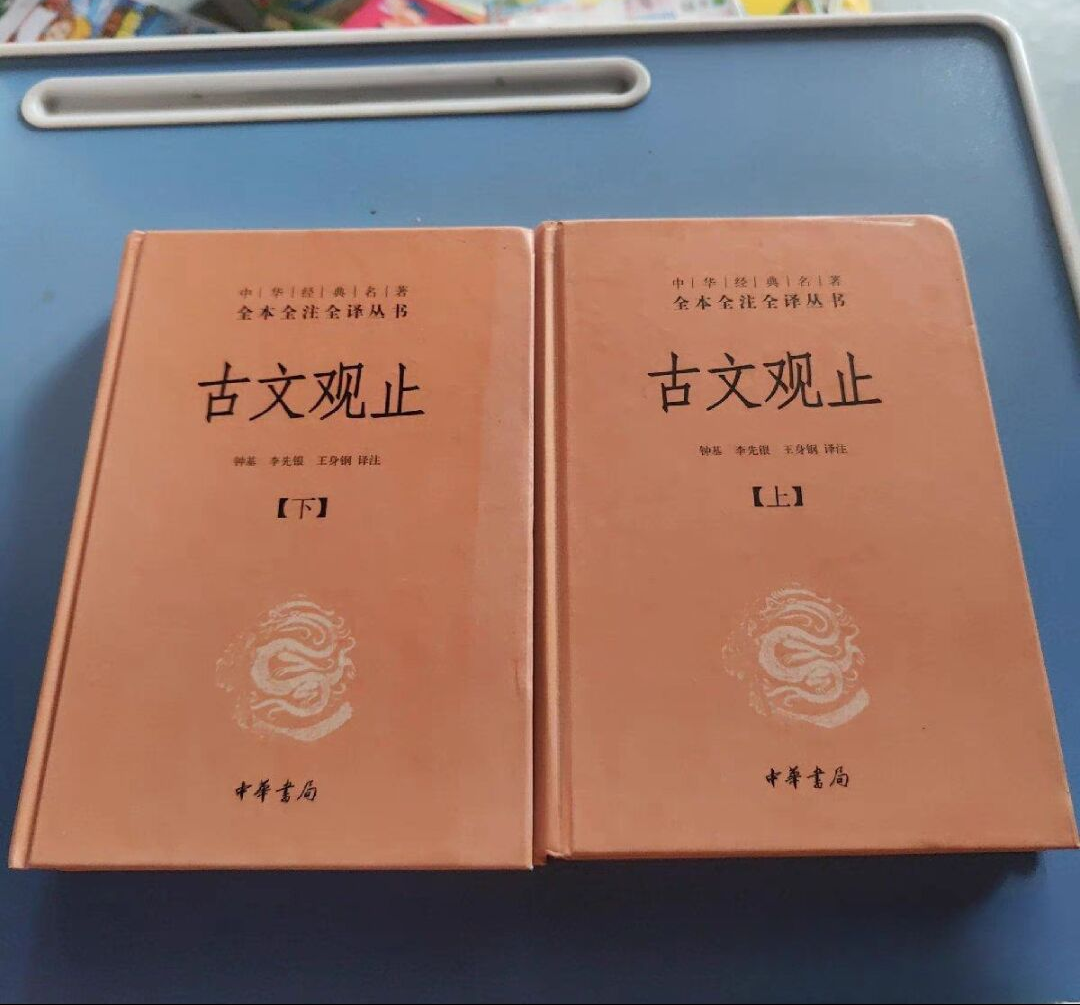 中|华|经|典|名|著
全本全注全译丛书
古文观止
钟基 李先银 王身钢 译注
【下】
中華書局
中|华|经|典|名|著
全本全注全译丛书
古文观止
钟基 李先银 王身钢 译注
【上】
中華書局